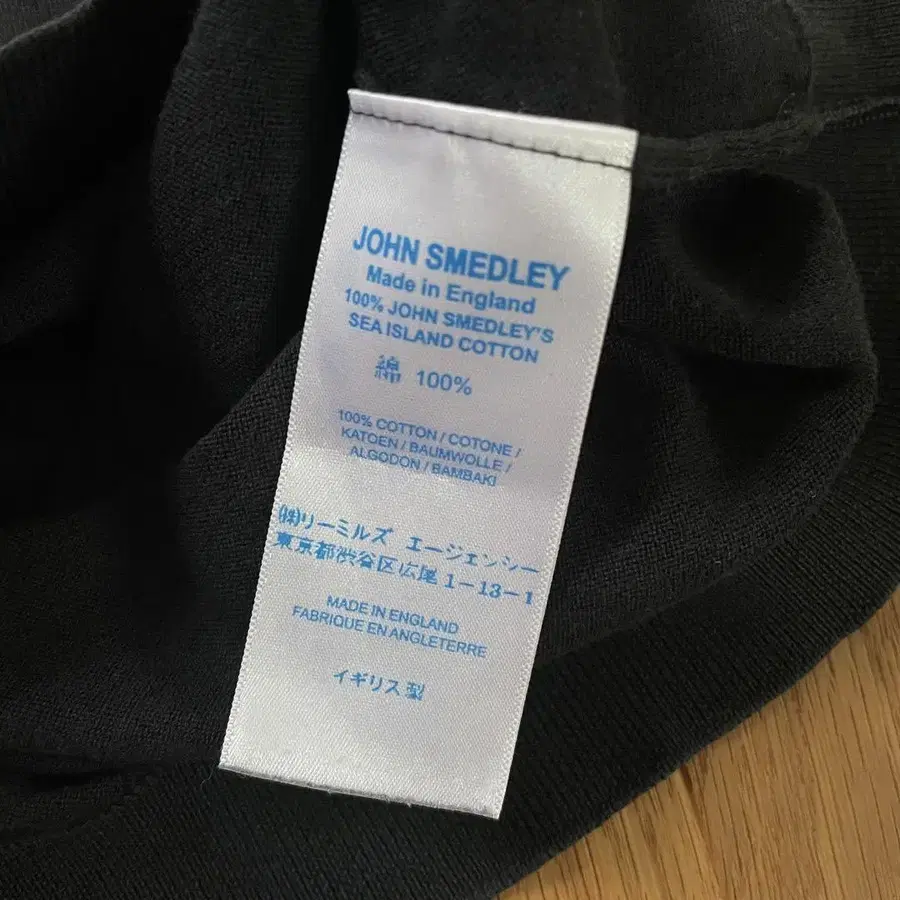 JOHN SMEDLEY
Made in England
100% JOHN SMEDLEY'S
SEA ISLAND COTTON
綿 100%
100% COTTON / COTONE /
KATOEN / BAUMWOLLE /
ALGODON / BAMBAKI
(株)リーミルズ エージェンシー
東京都渋谷区広尾1-13-1
MADE IN ENGLAND
FABRIQUE EN ANGLETERRE
イギリス製